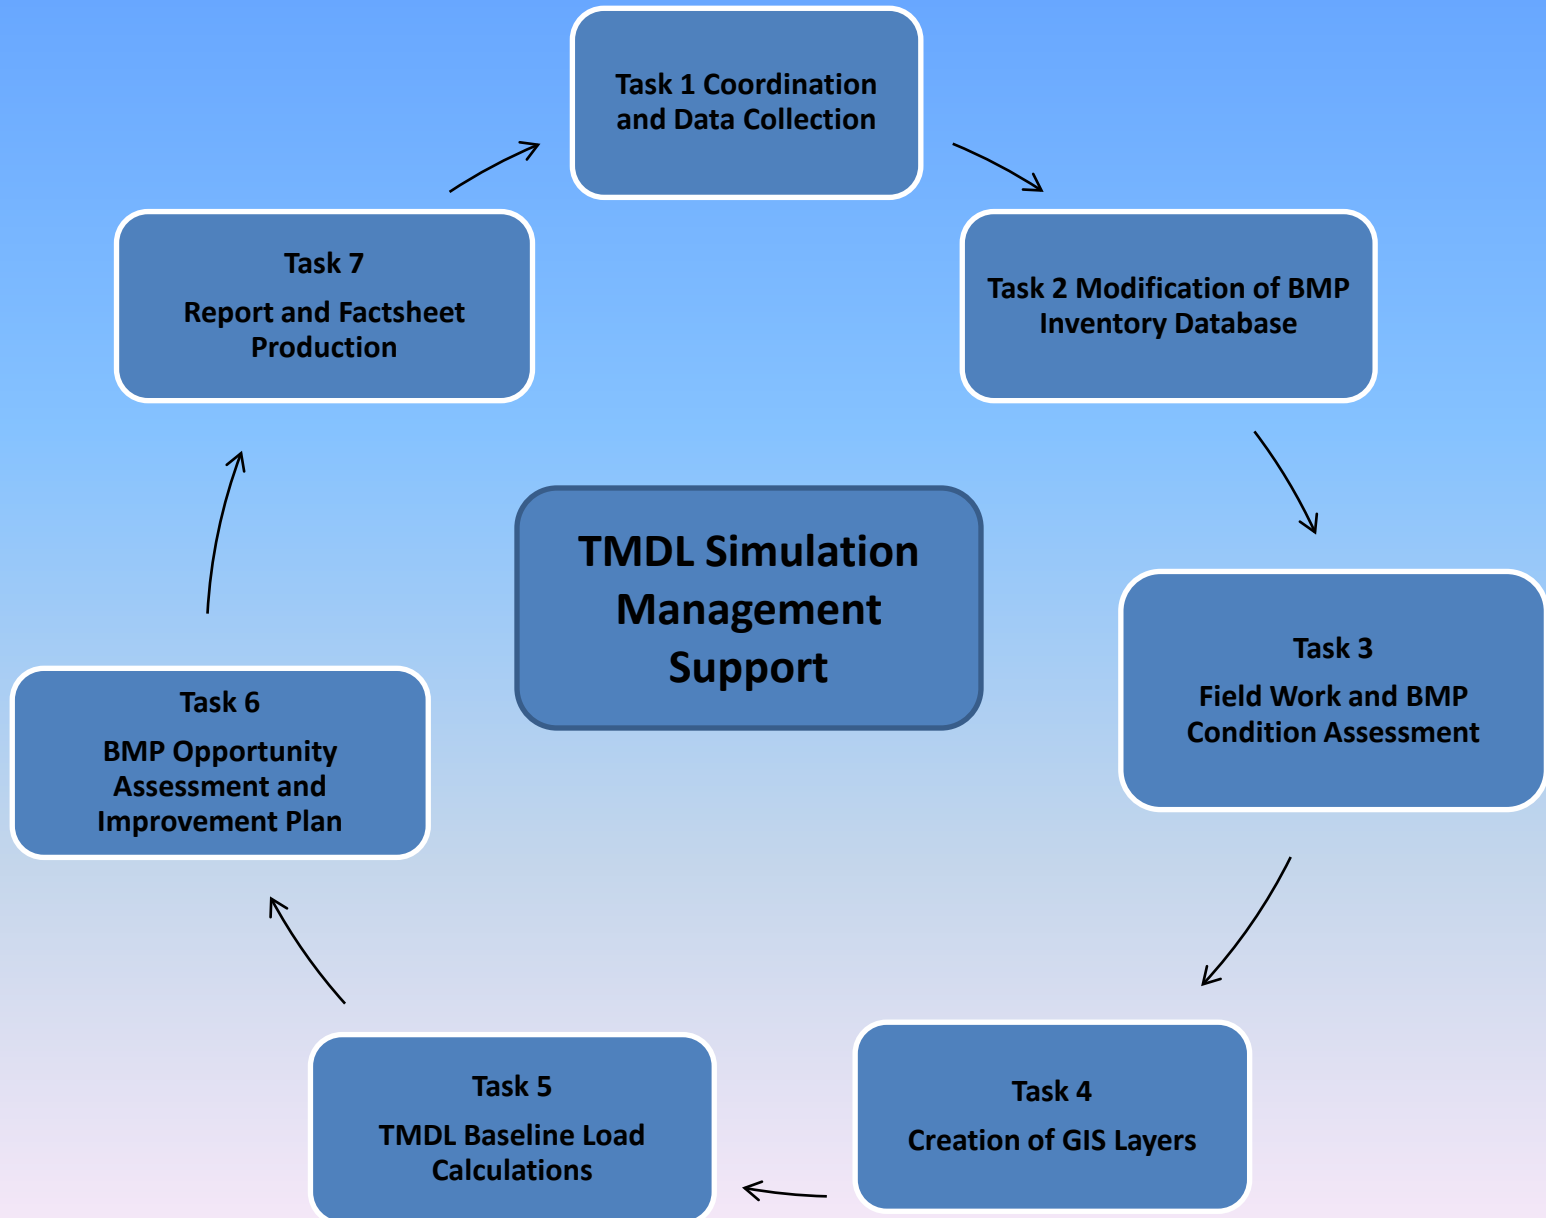 Task 1 Coordination
and Data Collection
Task 2 Modification of BMP
Inventory Database
Task 3
Field Work and BMP
Condition Assessment
Task 4
Creation of GIS Layers
Task 5
TMDL Baseline Load
Calculations
Task 6
BMP Opportunity
Assessment and
Improvement Plan
Task 7
Report and Factsheet
Production
TMDL Simulation
Management
Support